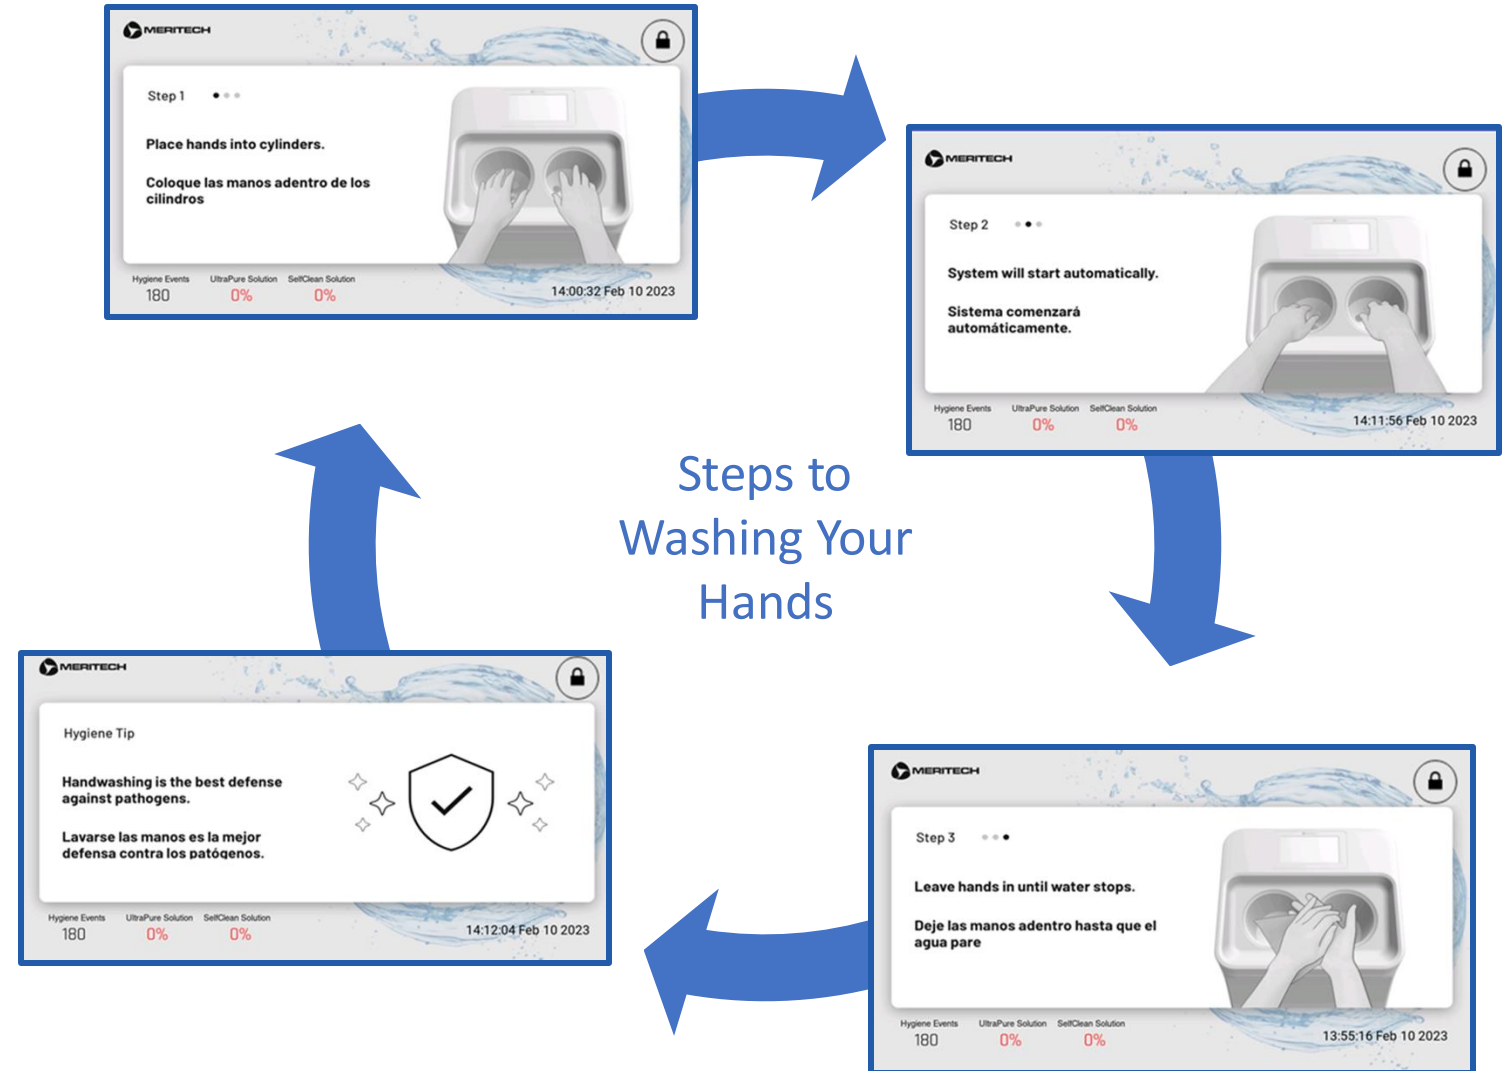 MERITECH
Step 1
Place hands into cylinders.
Coloque las manos adentro de los
cilindros
Hygiene Events
UltraPure Solution
SelfClean Solution
180
0%
0%
14:00:32 Feb 10 2023
MERITECH
Step 2
System will start automatically.
Sistema comenzará
automáticamente.
Hygiene Events
UltraPure Solution
SelfClean Solution
180
0%
0%
14:11:56 Feb 10 2023
Steps to
Washing Your
Hands
MERITECH
Step 3
Leave hands in until water stops.
Deje las manos adentro hasta que el
agua pare
Hygiene Events
UltraPure Solution
SelfClean Solution
180
0%
0%
13:55:16 Feb 10 2023
MERITECH
Hygiene Tip
Handwashing is the best defense
against pathogens.
Lavarse las manos es la mejor
defensa contra los patógenos.
Hygiene Events
UltraPure Solution
SelfClean Solution
180
0%
0%
14:12:04 Feb 10 2023